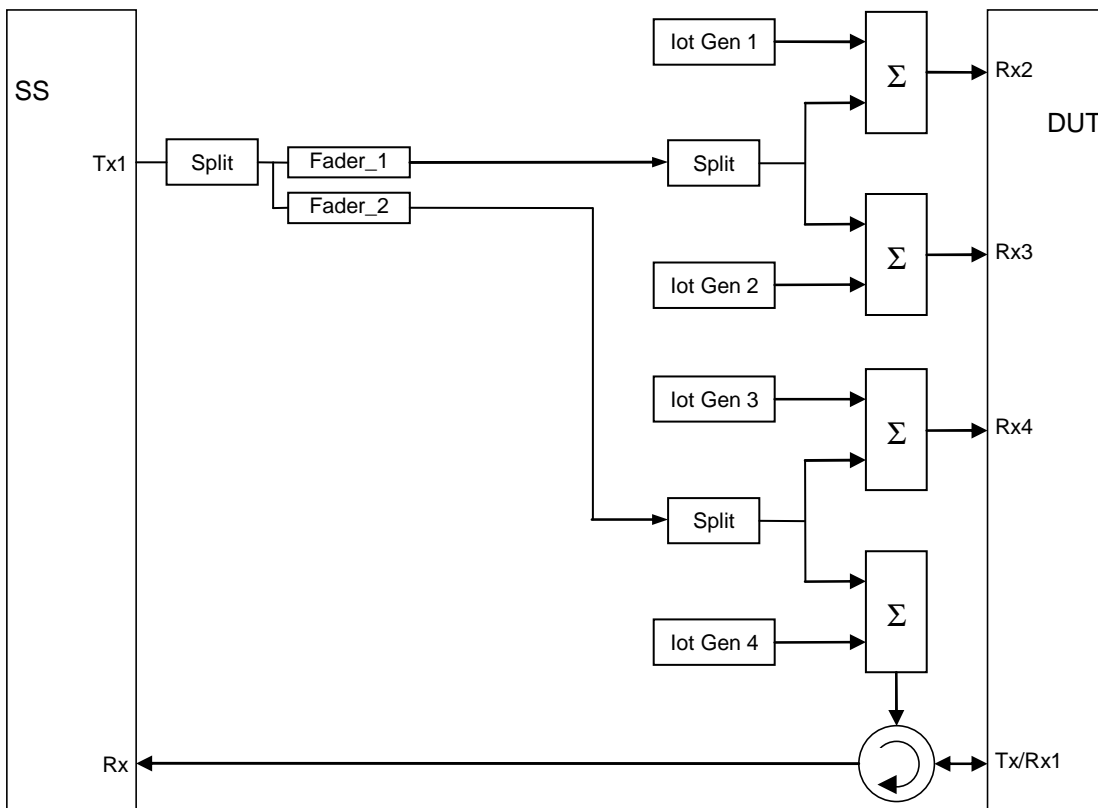 SS
Tx1
Split
Fader_1
Fader_2
Split
Split
Iot Gen 1
Iot Gen 2
Iot Gen 3
Iot Gen 4
Σ
Σ
Σ
Σ
Rx2
DUT
Rx3
Rx4
Rx
Tx/Rx1